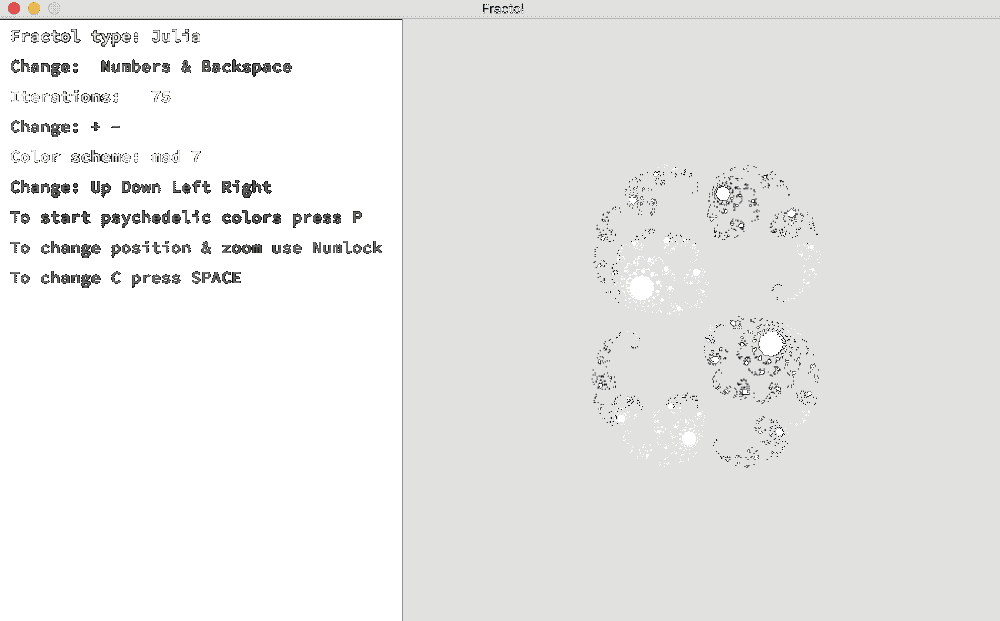 Fractol
Fractol type: Julia
Change:  Numbers & Backspace
Iterations:   75
Change: + -
Color scheme: mad 7
Change: Up Down Left Right
To start psychedelic colors press P
To change position & zoom use Numlock
To change C press SPACE